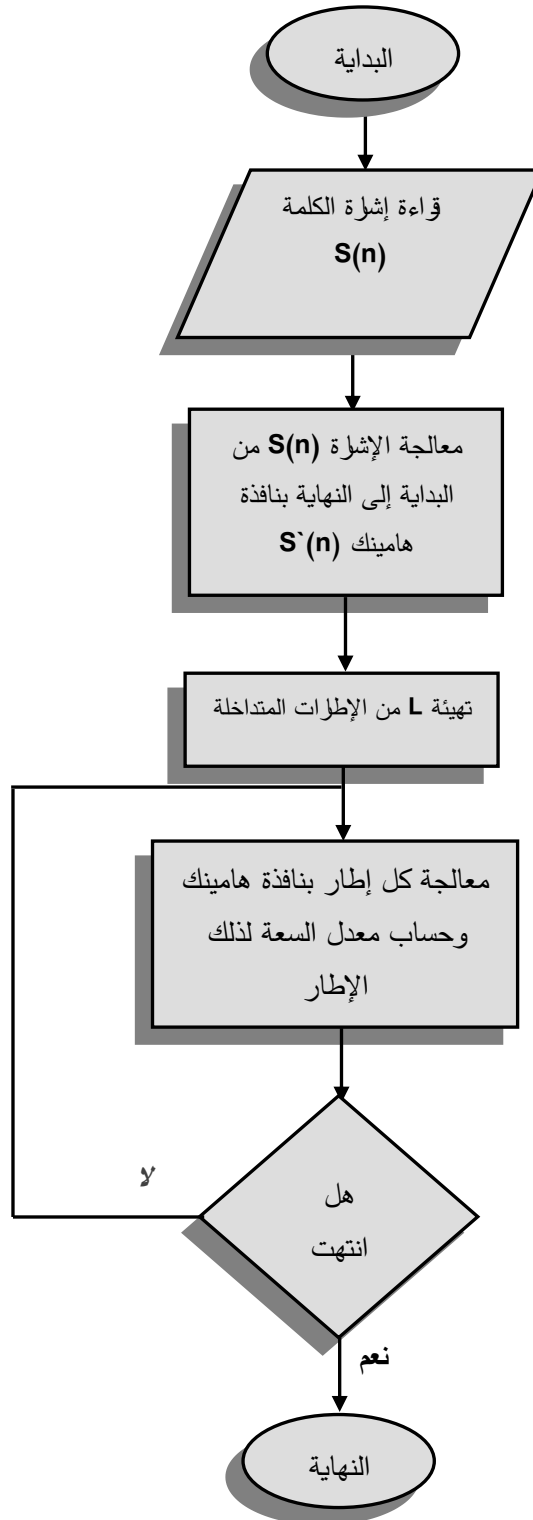 البداية
قراءة إشارة الكلمة
S(n)
معالجة الإشارة S(n) من
البداية إلى النهاية بنافذة
هامينك S`(n)
تهيئة L من الإطارات المتداخلة
معالجة كل إطار بنافذة هامينك
وحساب معدل السعة لذلك
الإطار
لا
هل
انتهت
نعم
النهاية